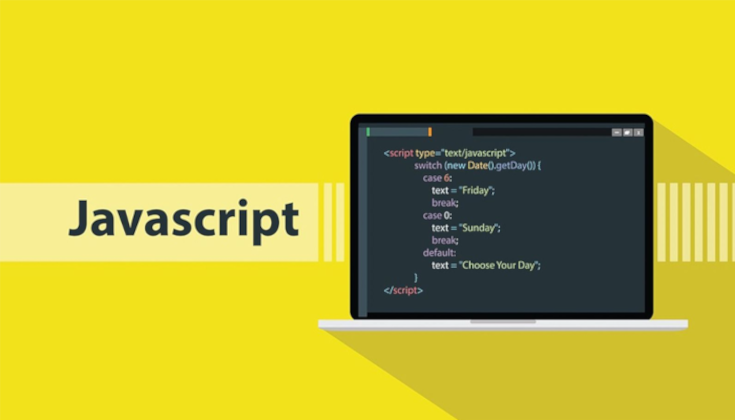 Javascript
<script type="text/javascript">
switch (new Date().getDay()) {
case 6:
text = "Friday";
break;
case 0:
text = "Sunday";
break;
default:
text = "Choose Your Day";
}
</script>